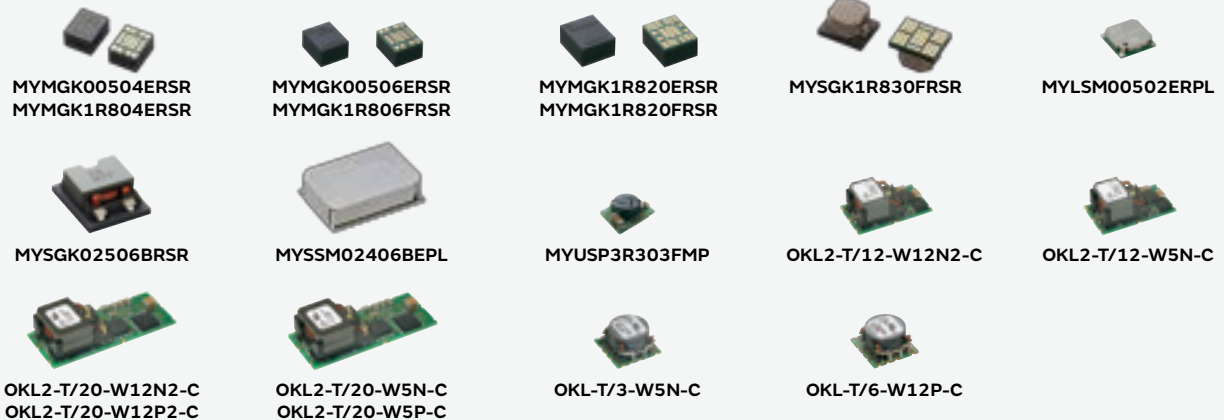 MYMGK00504ERSR
MYMGK1R804ERSR
MYMGK00506ERSR
MYMGK1R806FRSR
MYMGK1R820ERSR
MYMGK1R820FRSR
MYSGK1R830FRSR
MYLSM00502ERPL
MYSGK02506BRSR
MYSSM02406BEPL
MYUSP3R303FMP
OKL2-T/12-W12N2-C
OKL2-T/12-W5N-C
OKL2-T/20-W12N2-C
OKL2-T/20-W12P2-C
OKL2-T/20-W5N-C
OKL2-T/20-W5P-C
OKL-T/3-W5N-C
OKL-T/6-W12P-C